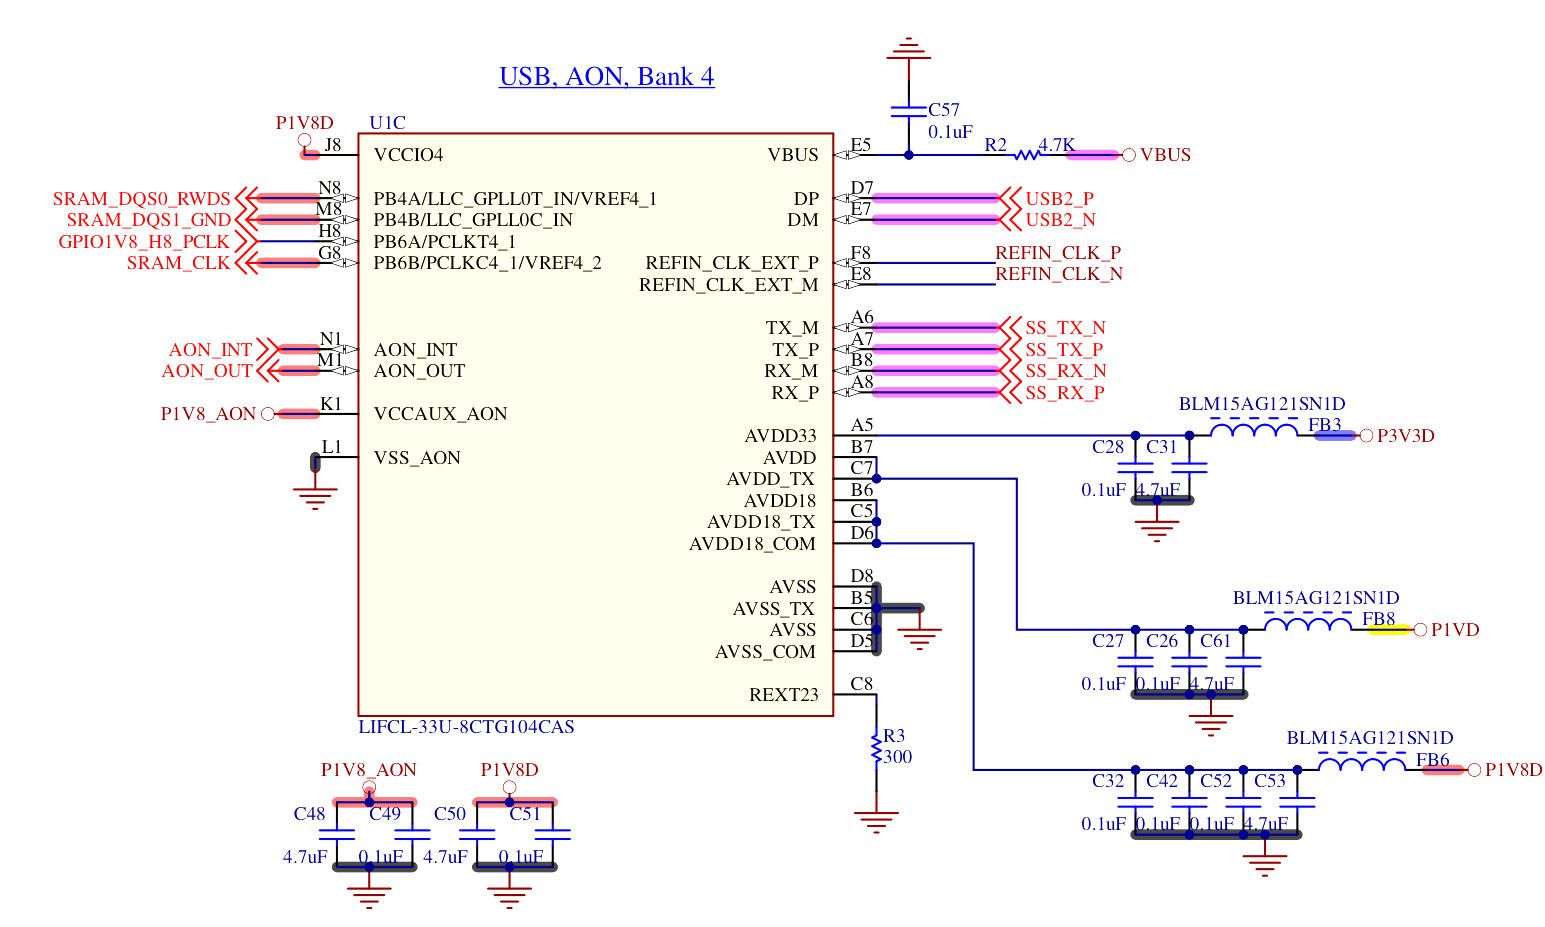 USB, AON, Bank 4
C57
0.1uF
P1V8D
U1C
J8
VCCIO4
VBUS
E5
R2
4.7K
VBUS
SRAM_DQS0_RWDS
N8
PB4A/LLC_GPLL0T_IN/VREF4_1
DP
D7
USB2_P
SRAM_DQS1_GND
M8
PB4B/LLC_GPLL0C_IN
DM
E7
USB2_N
GPIO1V8_H8_PCLK
H8
PB6A/PCLKT4_1
SRAM_CLK
G8
PB6B/PCLKC4_1/VREF4_2
REFIN_CLK_EXT_P
F8
REFIN_CLK_P
REFIN_CLK_EXT_M
E8
REFIN_CLK_N
TX_M
A6
SS_TX_N
AON_INT
N1
AON_INT
TX_P
A7
SS_TX_P
AON_OUT
M1
AON_OUT
RX_M
B8
SS_RX_N
RX_P
A8
SS_RX_P
P1V8_AON
K1
VCCAUX_AON
BLM15AG121SN1D
FB3
P3V3D
AVDD33
A5
C28
C31
0.1uF
4.7uF
L1
VSS_AON
AVDD
B7
AVDD_TX
C7
AVDD18
B6
AVDD18_TX
C5
AVDD18_COM
D6
AVSS
D8
AVSS_TX
B5
AVSS
C6
AVSS_COM
D5
BLM15AG121SN1D
FB8
P1VD
C27
C26
C61
0.1uF
0.1uF
4.7uF
REXT23
C8
LIFCL-33U-8CTG104CAS
R3
300
BLM15AG121SN1D
FB6
P1V8D
C32
C42
C52
C53
0.1uF
0.1uF
0.1uF
4.7uF
P1V8_AON
P1V8D
C48
C49
C50
C51
4.7uF
0.1uF
4.7uF
0.1uF